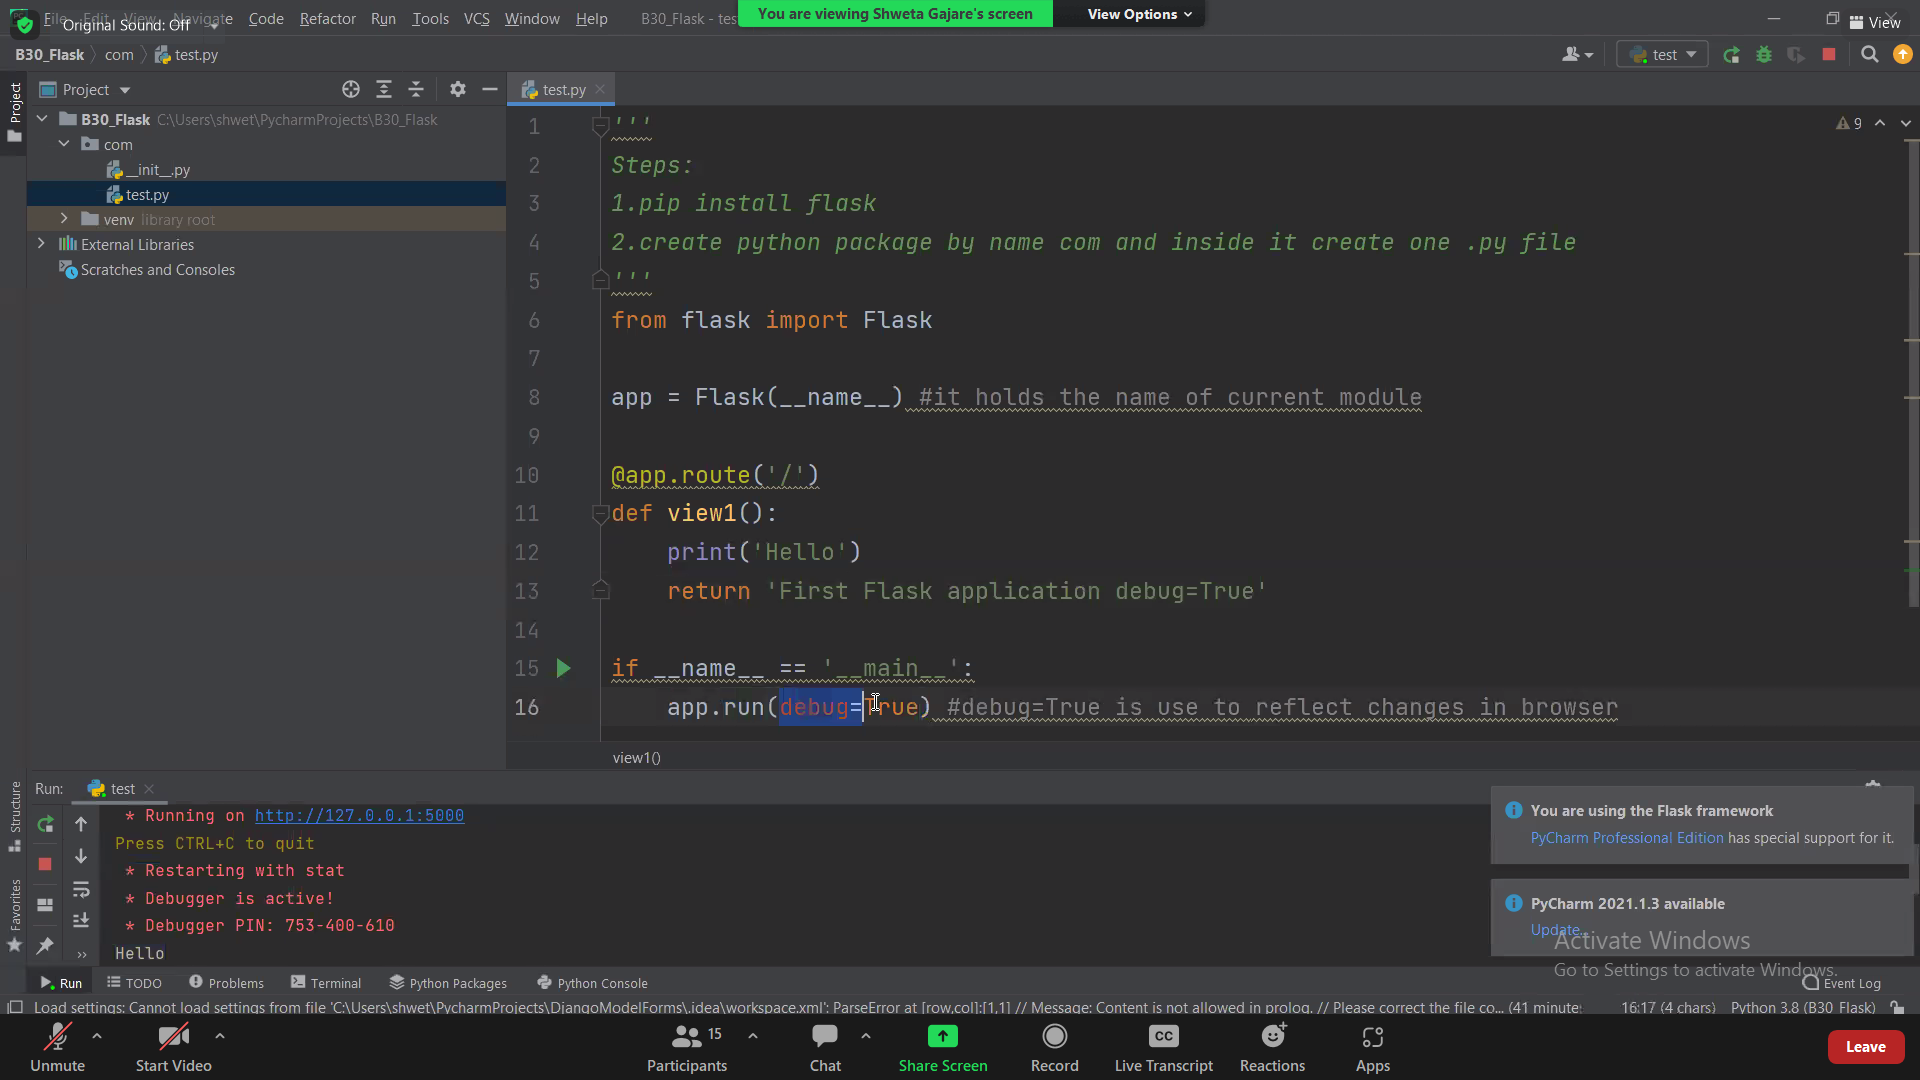 File Edit View Navigate Code Refactor Run Tools VCS Window Help B30_Flask - tes
You are viewing Shweta Gajare's screen View Options
Original Sound: Off
View
B30_Flask com test.py
test
Project
Project
test.py
B30_Flask C:\Users\shwet\PycharmProjects\B30_Flask
com
__init__.py
test.py
venv library root
External Libraries
Scratches and Consoles
9
1 '''
2 Steps:
3 1.pip install flask
4 2.create python package by name com and inside it create one .py file
5 '''
6 from flask import Flask
7
8 app = Flask(__name__) #it holds the name of current module
9
10 @app.route('/')
11 def view1():
12 print('Hello')
13 return 'First Flask application debug=True'
14
15 if __name__ == '__main__':
16 app.run(debug=True) #debug=True is use to reflect changes in browser
view1()
Structure
Favorites
Run: test
* Running on http://127.0.0.1:5000
Press CTRL+C to quit
* Restarting with stat
* Debugger is active!
* Debugger PIN: 753-400-610
Hello
You are using the Flask framework
PyCharm Professional Edition has special support for it.
PyCharm 2021.1.3 available
Update...
Activate Windows
Go to Settings to activate Windows.
Run TODO Problems Terminal Python Packages Python Console Event Log
Load settings: Cannot load settings from file 'C:\Users\shwet\PycharmProjects\DjangoModelForms\.idea\workspace.xml': ParseError at [row,col]:[1,1] // Message: Content is not allowed in prolog. // Please correct the file co... (41 minute 16:17 (4 chars) Python 3.8 (B30_Flask)
Unmute
Start Video
Participants 15
Chat
Share Screen
Record
CC
Live Transcript
Reactions
Apps
Leave